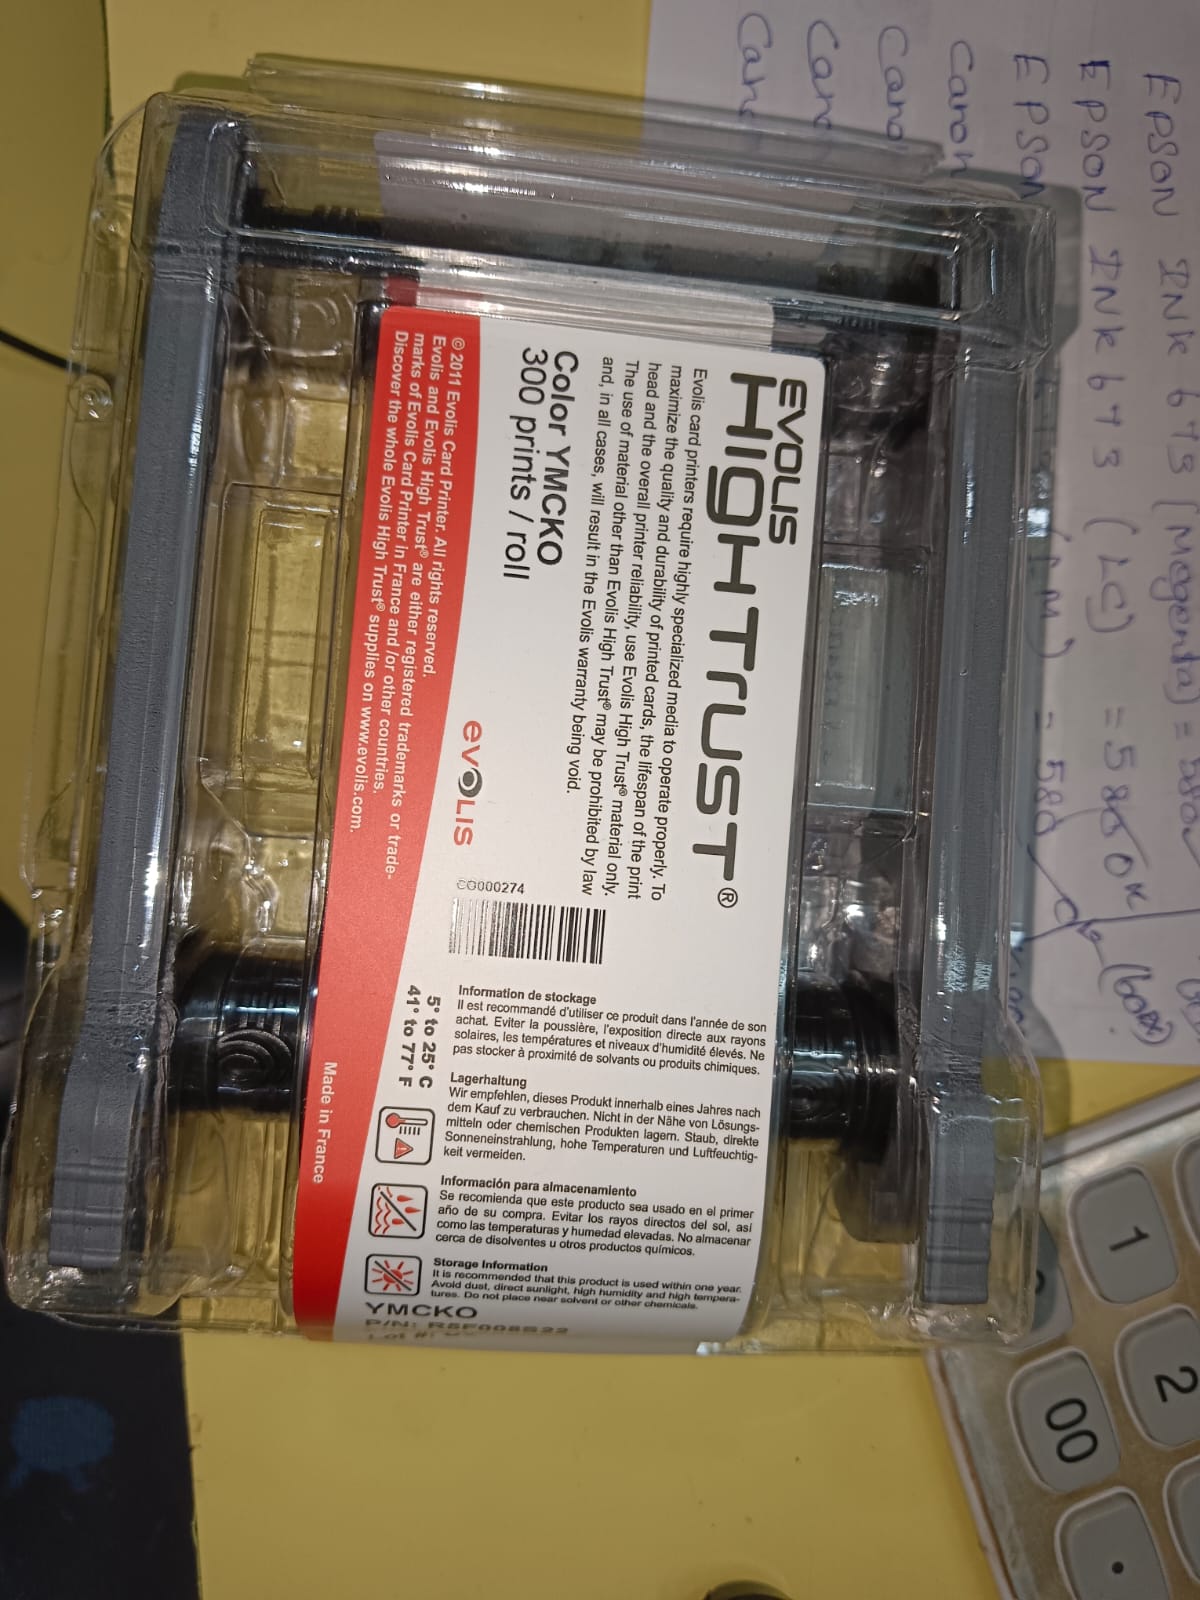 EVOLIS
HIGH TRUST®
Evolis card printers require highly specialized media to operate properly. To
maximize the quality and durability of printed cards, the lifespan of the print
head and the overall printer reliability, use Evolis High Trust® material only.
The use of material other than Evolis High Trust® may be prohibited by law
and, in all cases, will result in the Evolis warranty being void.
Color YMCKO
300 prints / roll
evolis
CG000274
© 2011 Evolis Card Printer. All rights reserved.
Evolis and Evolis High Trust® are either registered trademarks or trade-
marks of Evolis Card Printer in France and /or other countries.
Discover the whole Evolis High Trust® supplies on www.evolis.com.
Information de stockage
Il est recommandé d'utiliser ce produit dans l'année de son
achat. Eviter la poussière, l'exposition directe aux rayons
solaires, les températures et niveaux d'humidité élevés. Ne
pas stocker à proximité de solvants ou produits chimiques.
Lagerhaltung
Wir empfehlen, dieses Produkt innerhalb eines Jahres nach
dem Kauf zu verbrauchen. Nicht in der Nähe von Lösungs-
mitteln oder chemischen Produkten lagern. Staub, direkte
Sonneneinstrahlung, hohe Temperaturen und Luftfeuchtig-
keit vermeiden.
Información para almacenamiento
Se recomienda que este producto sea usado en el primer
año de su compra. Evitar los rayos directos del sol, así
como las temperaturas y humedad elevadas. No almacenar
cerca de disolventes u otros productos químicos.
Storage Information
It is recommended that this product is used within one year.
Avoid dust, direct sunlight, high humidity and high tempera-
tures. Do not place near solvent or other chemicals.
5° to 25° C
41° to 77° F
Made in France
YMCKO
P/N:
Lot #:
EPSON INK 673 (Magenta) =
EPSON INK 673 (LC) =
EPSON (LM) = 580
Canon
Cano
Can
Can
1
2
00
.